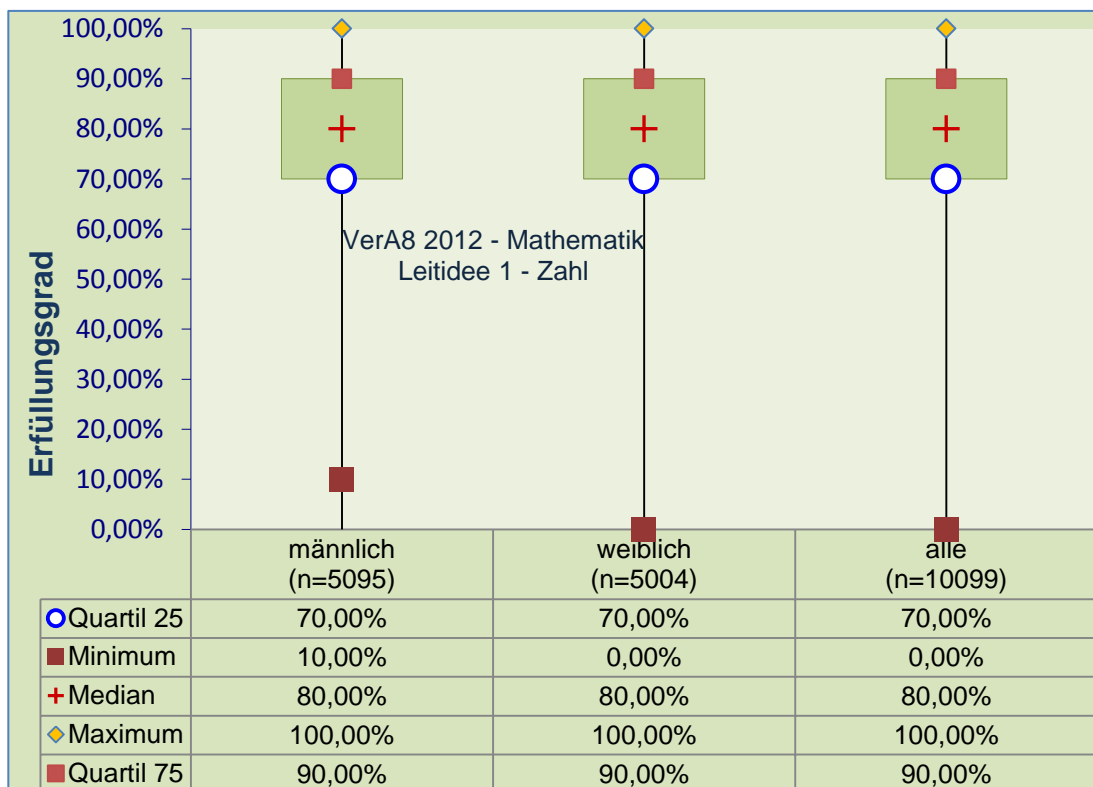 100,00%
90,00%
80,00%
70,00%
60,00%
50,00%
40,00%
30,00%
20,00%
10,00%
0,00%
Erfüllungsgrad
VerA8 2012 - Mathematik
Leitidee 1 - Zahl
männlich
(n=5095)
weiblich
(n=5004)
alle
(n=10099)
Quartil 25 70,00% 70,00% 70,00%
Minimum 10,00% 0,00% 0,00%
Median 80,00% 80,00% 80,00%
Maximum 100,00% 100,00% 100,00%
Quartil 75 90,00% 90,00% 90,00%